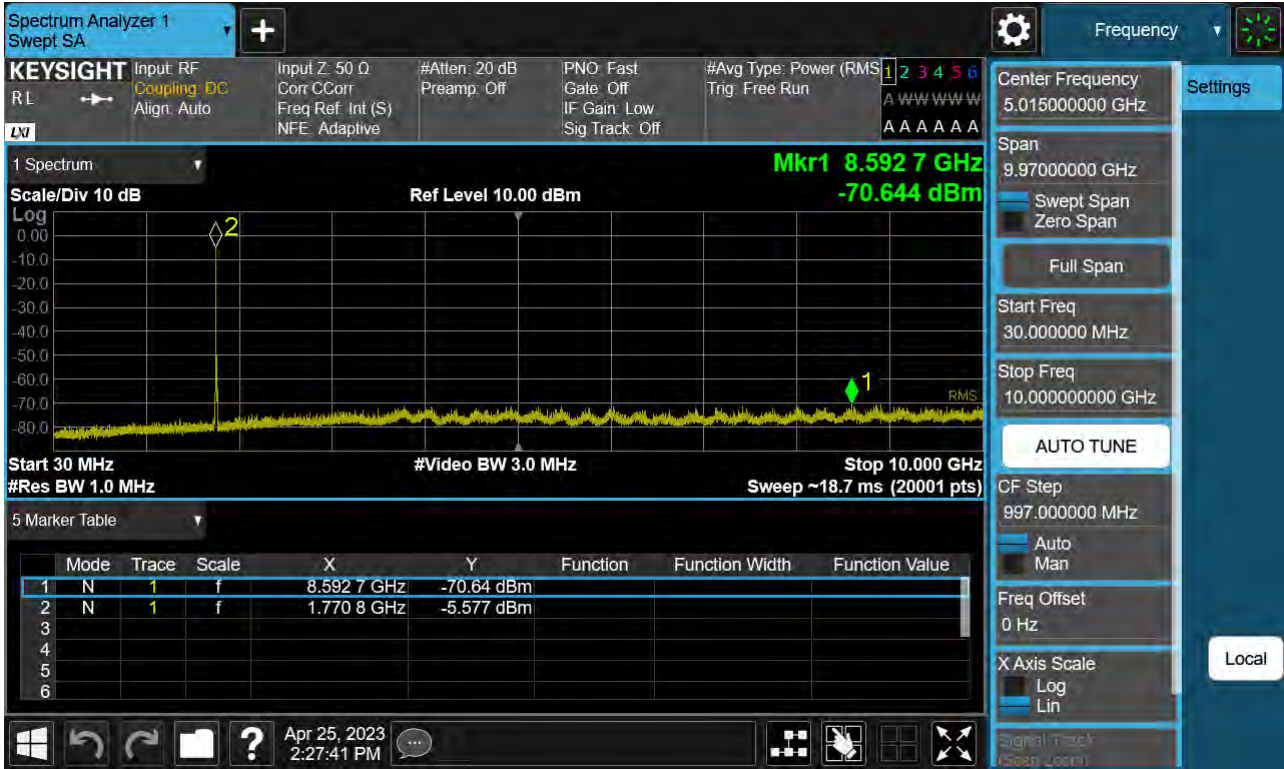 Spectrum Analyzer 1
Swept SA
Frequency
KEYSIGHT
RL
LXI
Input: RF
Coupling: DC
Align: Auto
Input Z: 50 Ω
Corr CCorr
Freq Ref: Int (S)
NFE: Adaptive
#Atten: 20 dB
Preamp: Off
PNO: Fast
Gate: Off
IF Gain: Low
Sig Track: Off
#Avg Type: Power (RMS
Trig: Free Run
1 2 3 4 5 6
A W W W W W
A A A A A A
1 Spectrum
Scale/Div 10 dB
Ref Level 10.00 dBm
Mkr1 8.592 7 GHz
-70.644 dBm
Log
0.00
-10.0
-20.0
-30.0
-40.0
-50.0
-60.0
-70.0
-80.0
2
1
RMS
Start 30 MHz
#Video BW 3.0 MHz
Stop 10.000 GHz
#Res BW 1.0 MHz
Sweep ~18.7 ms (20001 pts)
5 Marker Table
Mode Trace Scale X Y Function Function Width Function Value
1 N 1 f 8.592 7 GHz -70.64 dBm
2 N 1 f 1.770 8 GHz -5.577 dBm
3
4
5
6
Center Frequency
5.015000000 GHz
Span
9.97000000 GHz
Swept Span
Zero Span
Full Span
Start Freq
30.000000 MHz
Stop Freq
10.000000000 GHz
AUTO TUNE
CF Step
997.000000 MHz
Auto
Man
Freq Offset
0 Hz
X Axis Scale
Log
Lin
Signal Track
(Span Zoom)
Settings
Local
?
Apr 25, 2023
2:27:41 PM